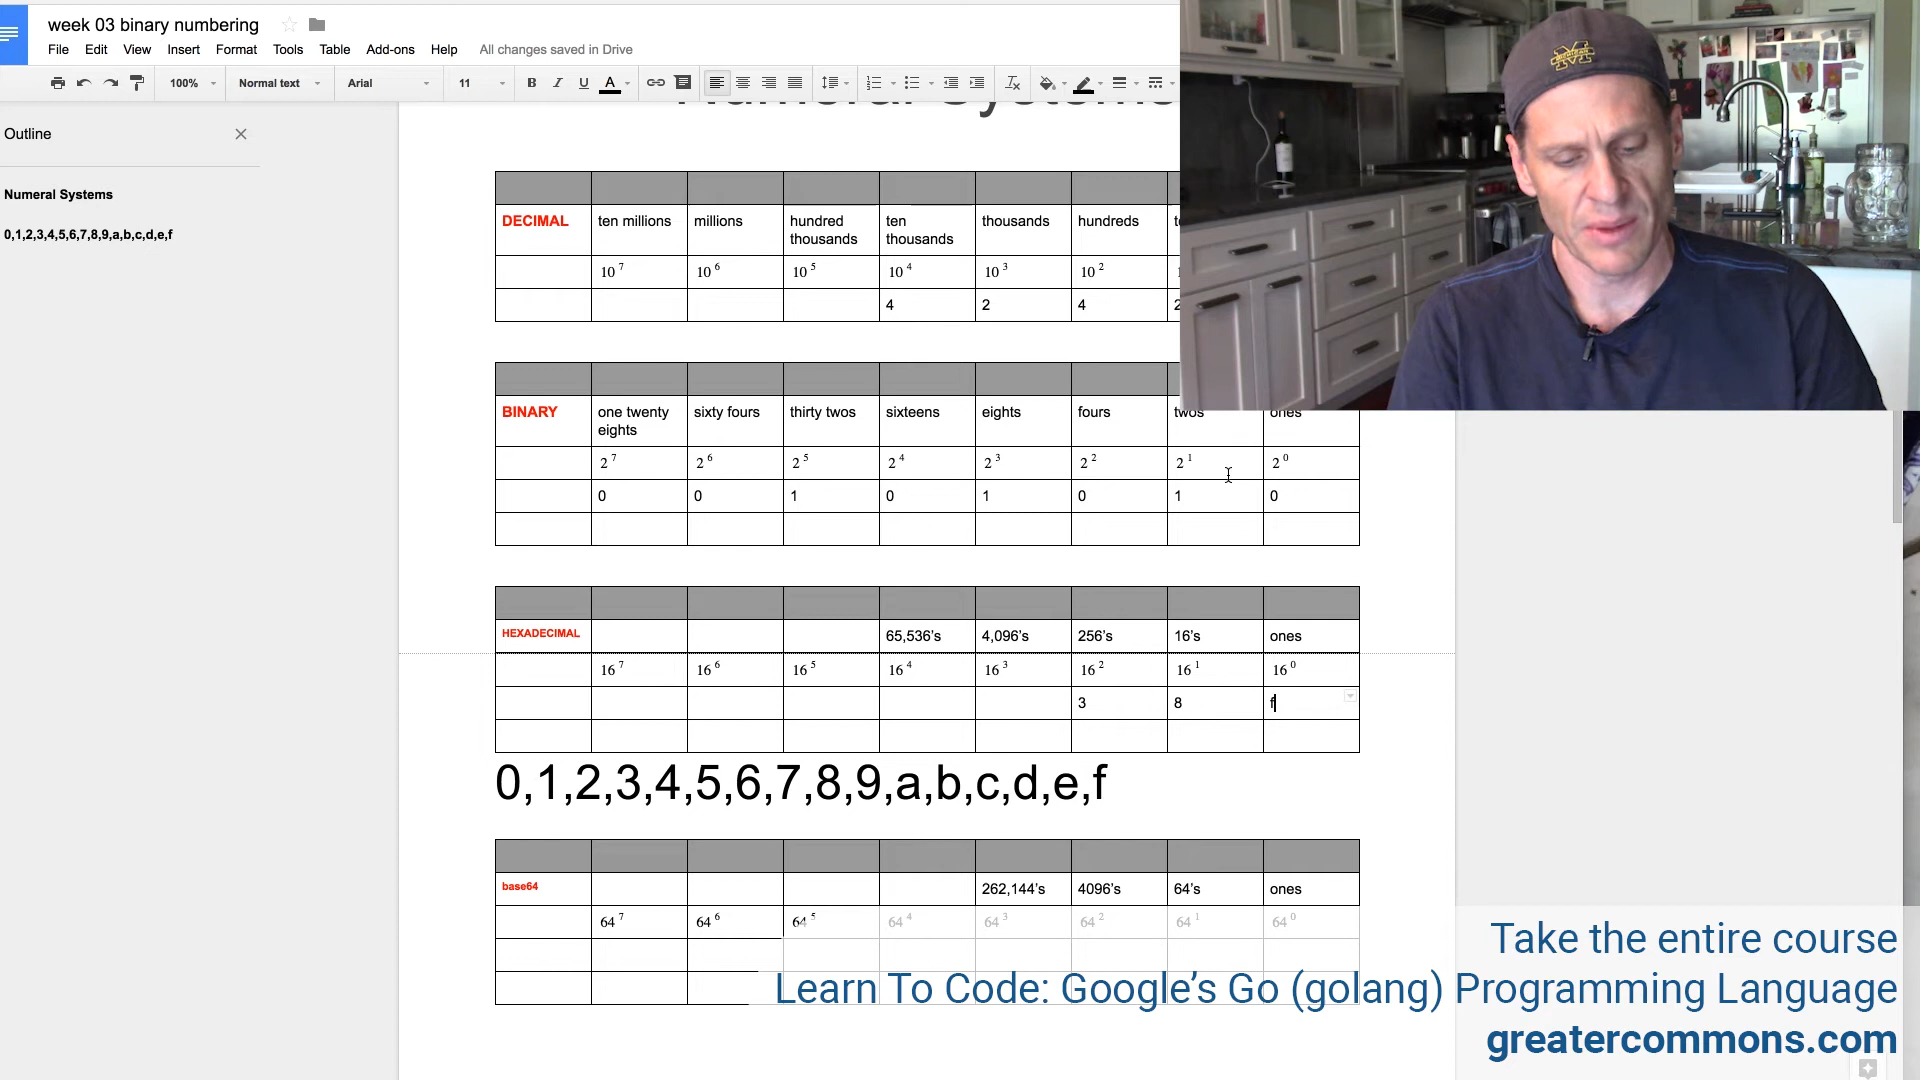 week 03 binary numbering
File Edit View Insert Format Tools Table Add-ons Help All changes saved in Drive
100% Normal text Arial 11 B I U A
Numeral Systems
Outline
Numeral Systems
0,1,2,3,4,5,6,7,8,9,a,b,c,d,e,f
DECIMAL ten millions millions hundred thousands ten thousands thousands hundreds
10^7 10^6 10^5 10^4 10^3 10^2
4 2 4 2
BINARY one twenty eights sixty fours thirty twos sixteens eights fours twos ones
2^7 2^6 2^5 2^4 2^3 2^2 2^1 2^0
0 0 1 0 1 0 1 0
HEXADECIMAL 65,536’s 4,096’s 256’s 16’s ones
16^7 16^6 16^5 16^4 16^3 16^2 16^1 16^0
3 8 f
0,1,2,3,4,5,6,7,8,9,a,b,c,d,e,f
base64 262,144’s 4096’s 64’s ones
64^7 64^6 64^5 64^4 64^3 64^2 64^1 64^0
Take the entire course
Learn To Code: Google’s Go (golang) Programming Language
greatercommons.com